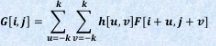 G[i, j] = \sum_{u=-k}^{k} \sum_{v=-k}^{k} h[u, v]F[i + u, j + v]